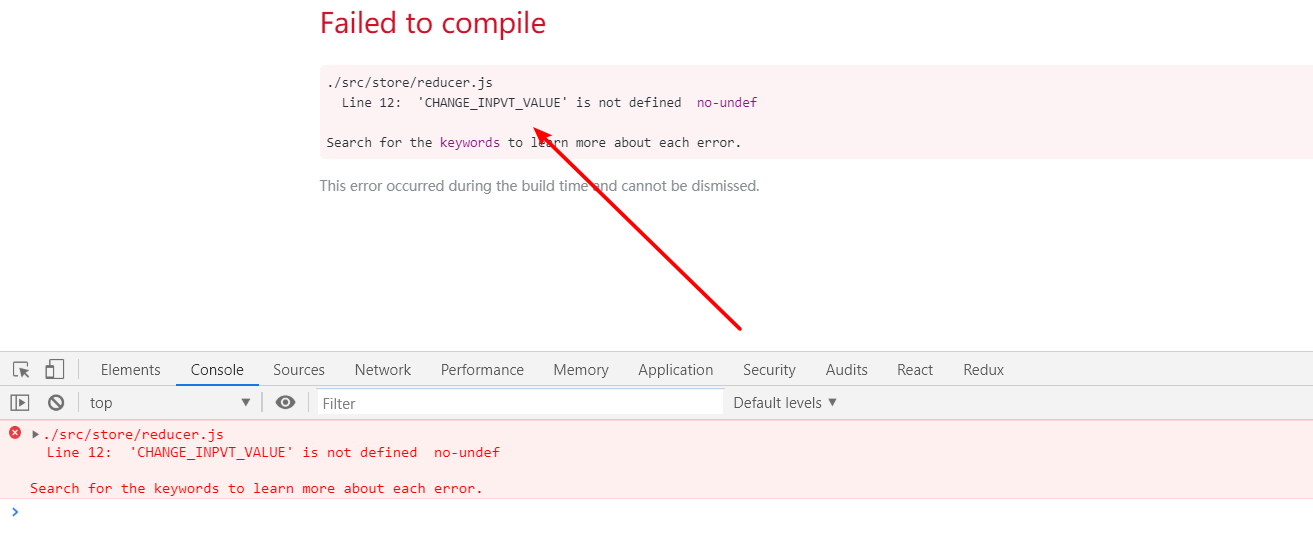 Failed to compile
./src/store/reducer.js
Line 12: 'CHANGE_INPVT_VALUE' is not defined no-undef
Search for the keywords to learn more about each error.
This error occurred during the build time and cannot be dismissed.
Elements Console Sources Network Performance Memory Application Security Audits React Redux
top Filter Default levels
./src/store/reducer.js
Line 12: 'CHANGE_INPVT_VALUE' is not defined no-undef
Search for the keywords to learn more about each error.